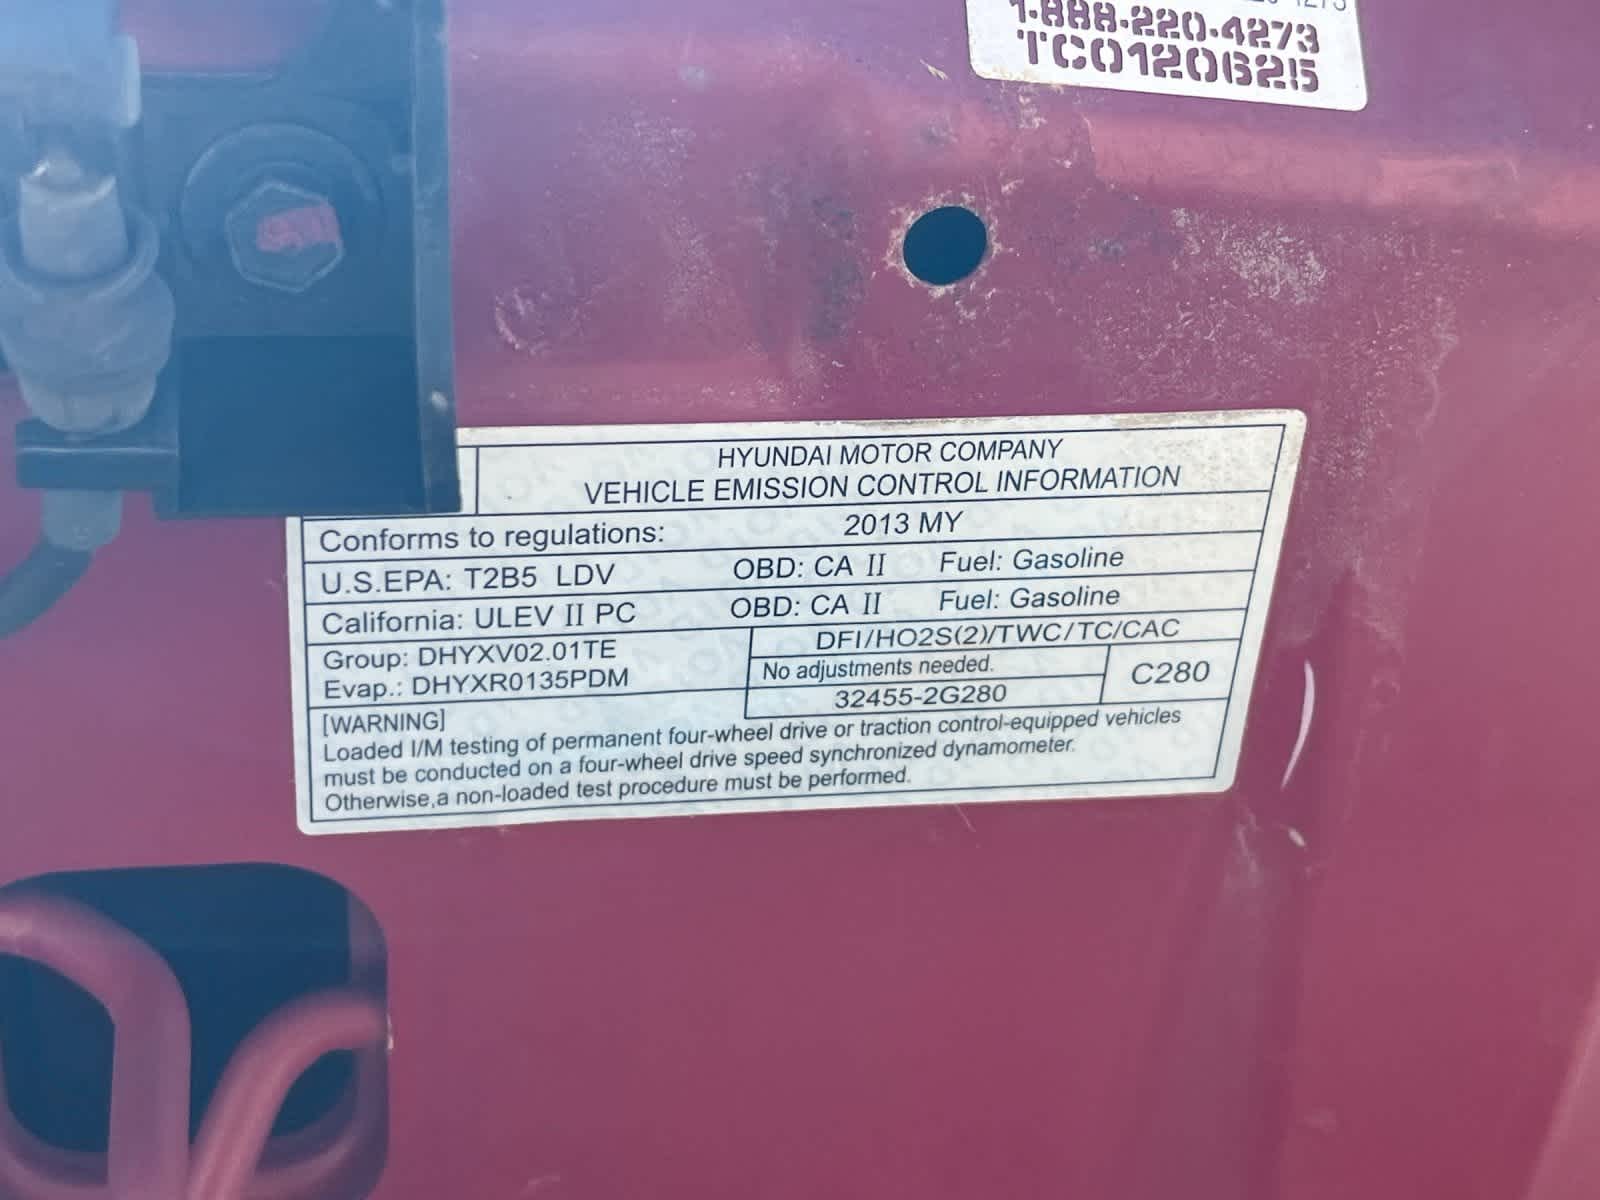 1-888-220-4273
TC0120625
HYUNDAI MOTOR COMPANY
VEHICLE EMISSION CONTROL INFORMATION
Conforms to regulations: 2013 MY
U.S.EPA: T2B5 LDV OBD: CA II Fuel: Gasoline
California: ULEV II PC OBD: CA II Fuel: Gasoline
Group: DHYXV02.01TE
Evap.: DHYXR0135PDM
DFI/HO2S(2)/TWC/TC/CAC
No adjustments needed.
32455-2G280
C280
[WARNING]
Loaded I/M testing of permanent four-wheel drive or traction control-equipped vehicles
must be conducted on a four-wheel drive speed synchronized dynamometer.
Otherwise,a non-loaded test procedure must be performed.